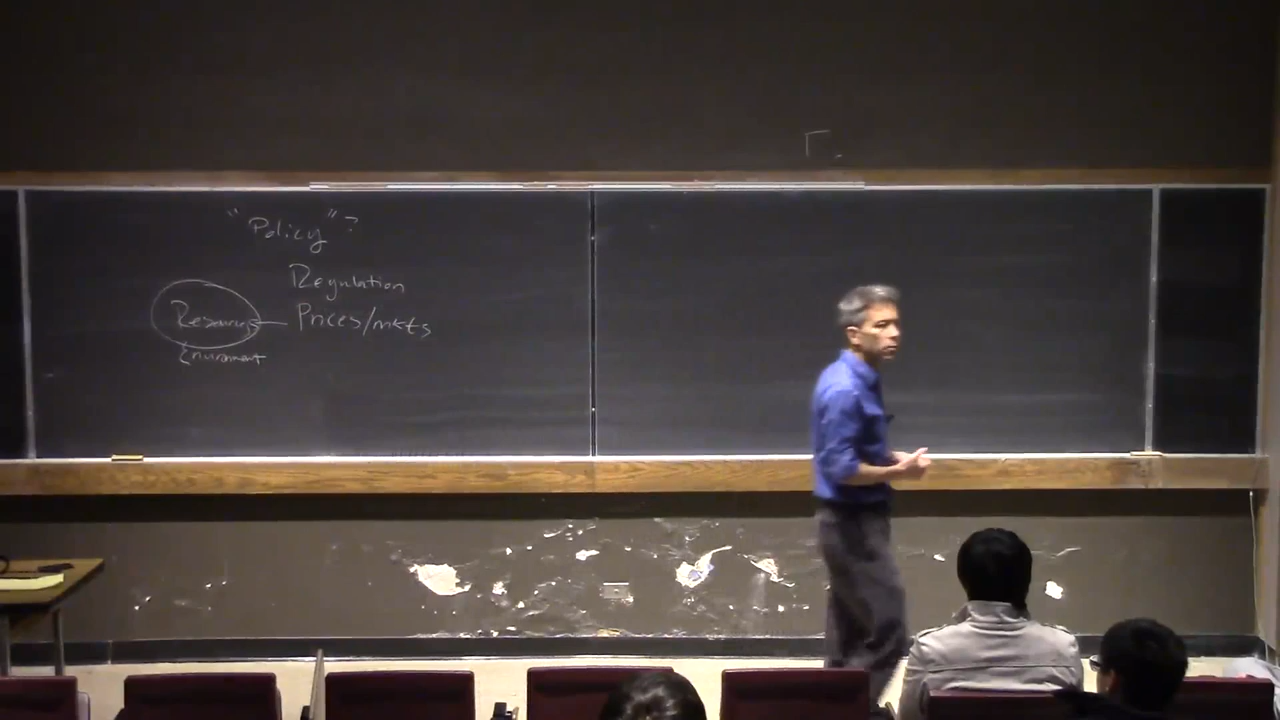 "Policy"?
Regulation
Resources — Prices/mkts
Environment